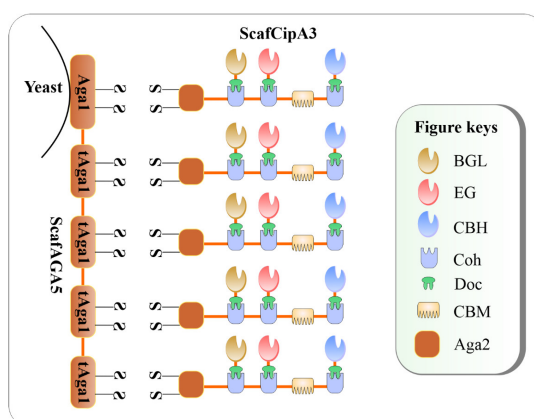 ScafCipA3
Yeast
Aga1
S S
S S
tAga1
S S
S S
tAga1
S S
S S
tAga1
S S
S S
tAga1
S S
S S
ScafAGA5
Figure keys
BGL
EG
CBH
Coh
Doc
CBM
Aga2